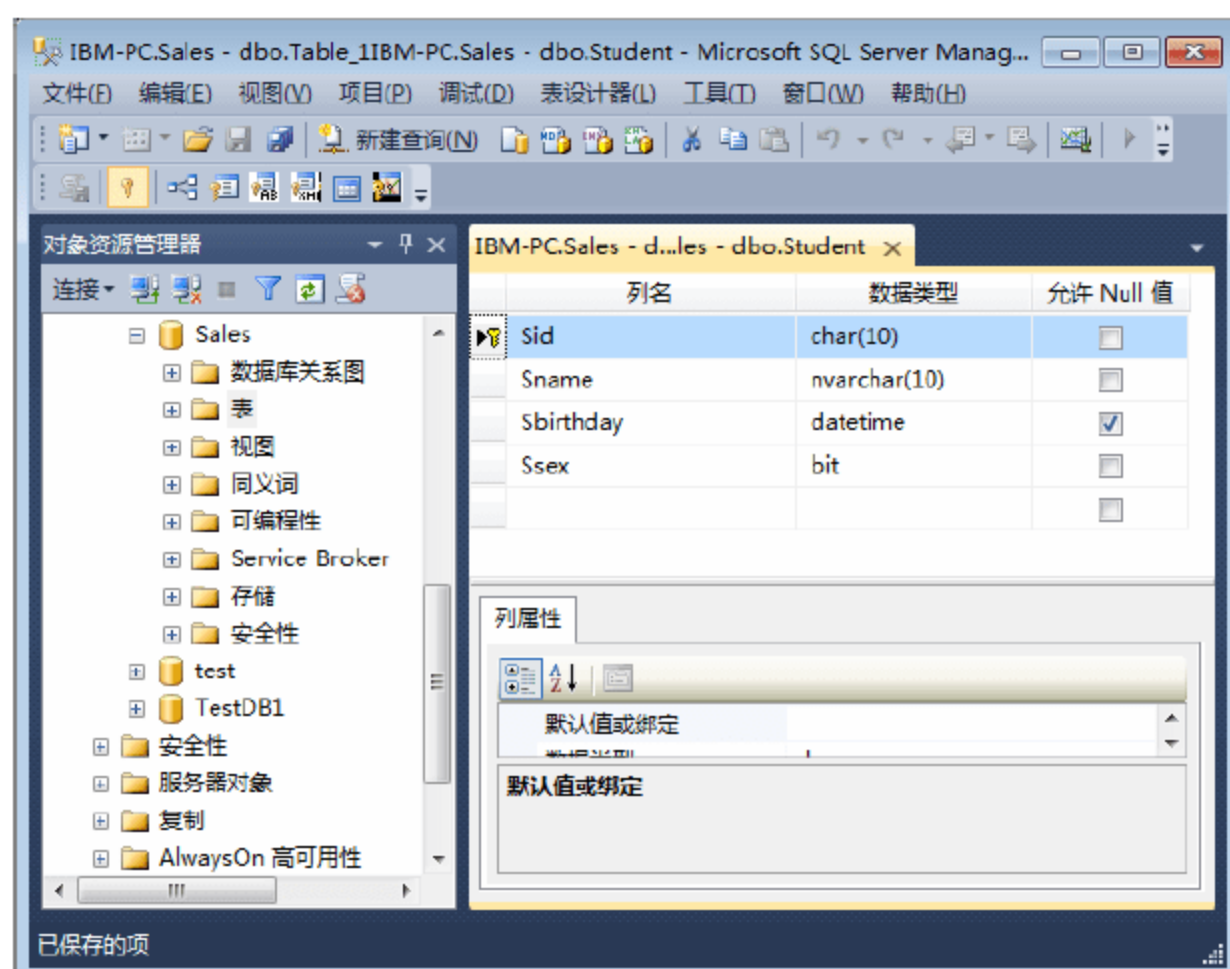 IBM-PC.Sales - dbo.Table_1IBM-PC.Sales - dbo.Student - Microsoft SQL Server Manag...
文件(F) 编辑(E) 视图(V) 项目(P) 调试(D) 表设计器(L) 工具(T) 窗口(W) 帮助(H)
新建查询(N)
对象资源管理器
连接
Sales
数据库关系图
表
视图
同义词
可编程性
Service Broker
存储
安全性
test
TestDB1
安全性
服务器对象
复制
AlwaysOn 高可用性
IBM-PC.Sales - d...les - dbo.Student
列名 数据类型 允许 Null 值
Sid char(10)
Sname nvarchar(10)
Sbirthday datetime
Ssex bit
列属性
默认值或绑定
默认值或绑定
已保存的项